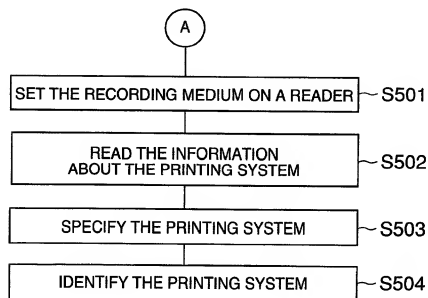 A
SET THE RECORDING MEDIUM ON A READER
S501
READ THE INFORMATION
ABOUT THE PRINTING SYSTEM
S502
SPECIFY THE PRINTING SYSTEM
S503
IDENTIFY THE PRINTING SYSTEM
S504